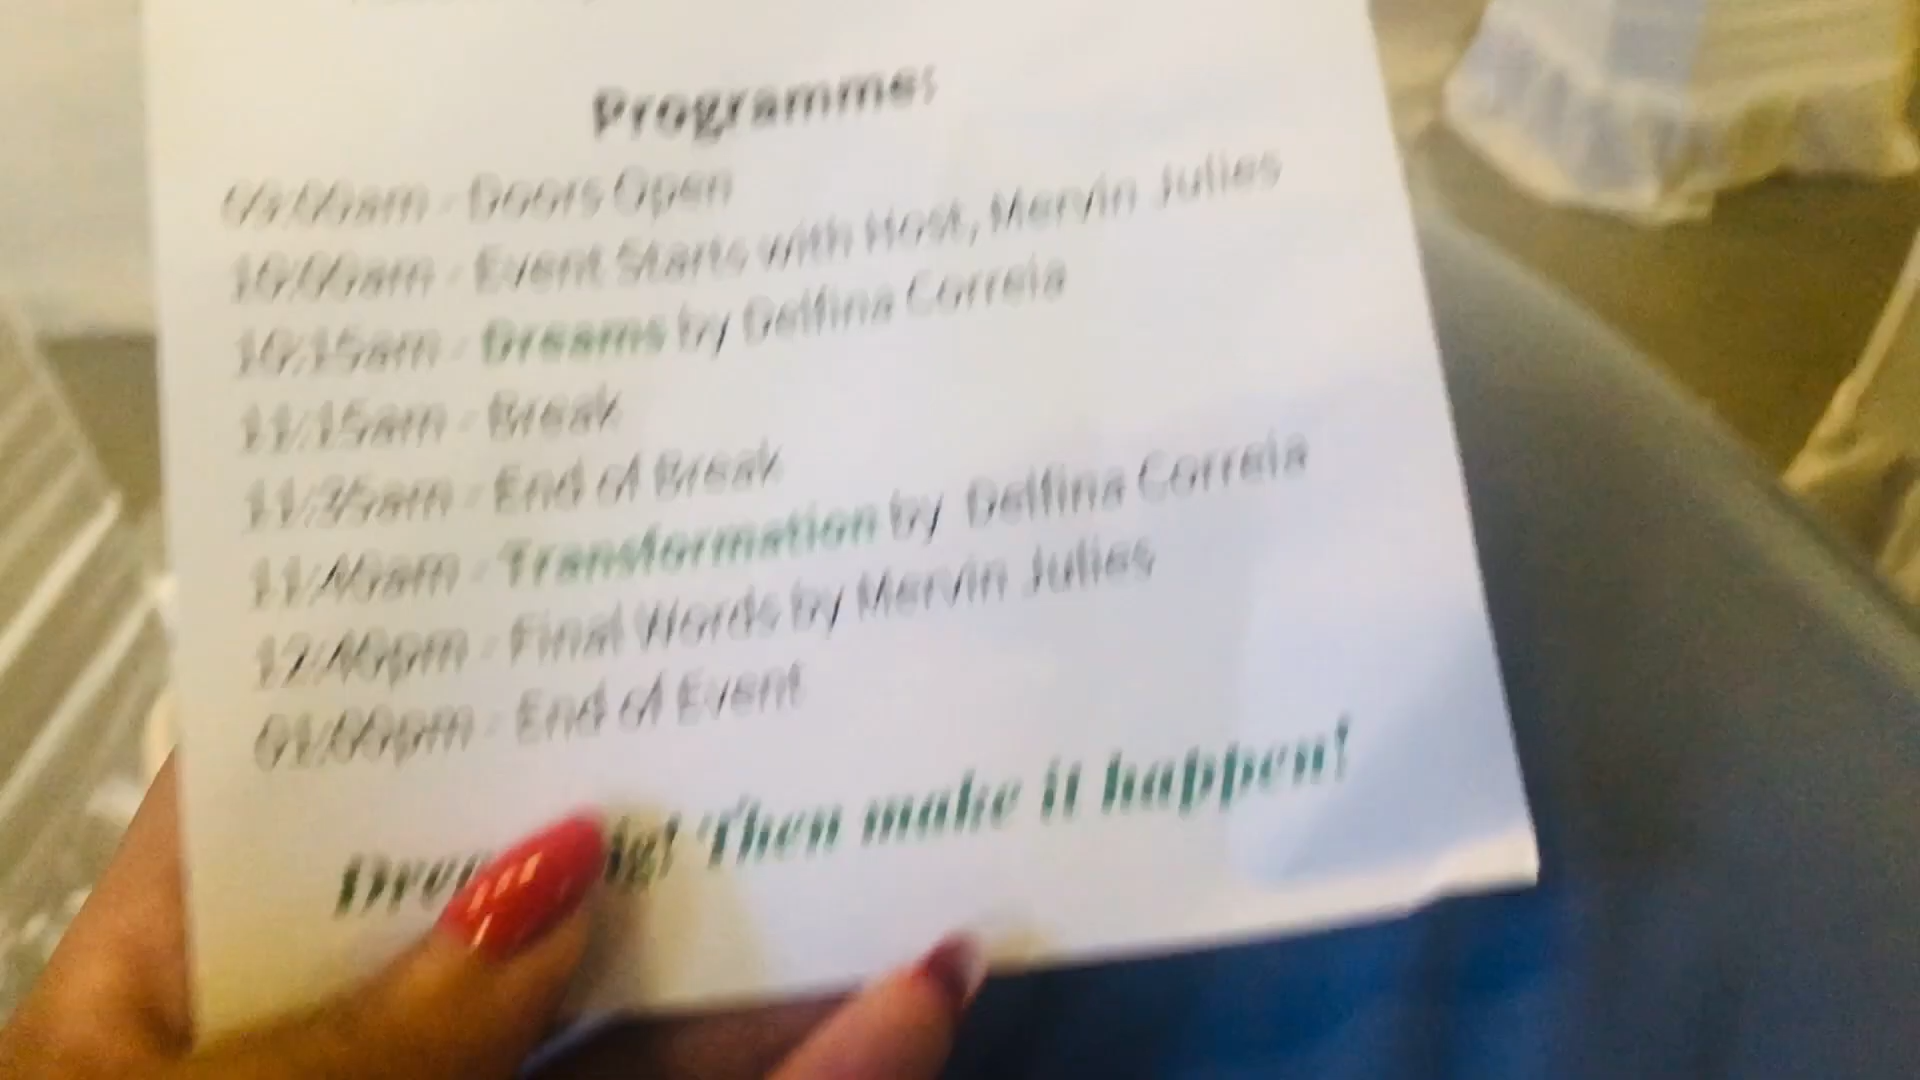 Programme:
09:00am - Doors Open
10:00am - Event Starts with Host, Mervin Julies
10:15am - Dreams by Delfina Correia
11:15am - Break
11:35am - End of Break
11:40am - Transformation by Delfina Correia
12:40pm - Final Words by Mervin Julies
01:00pm - End of Event
Then make it happen!